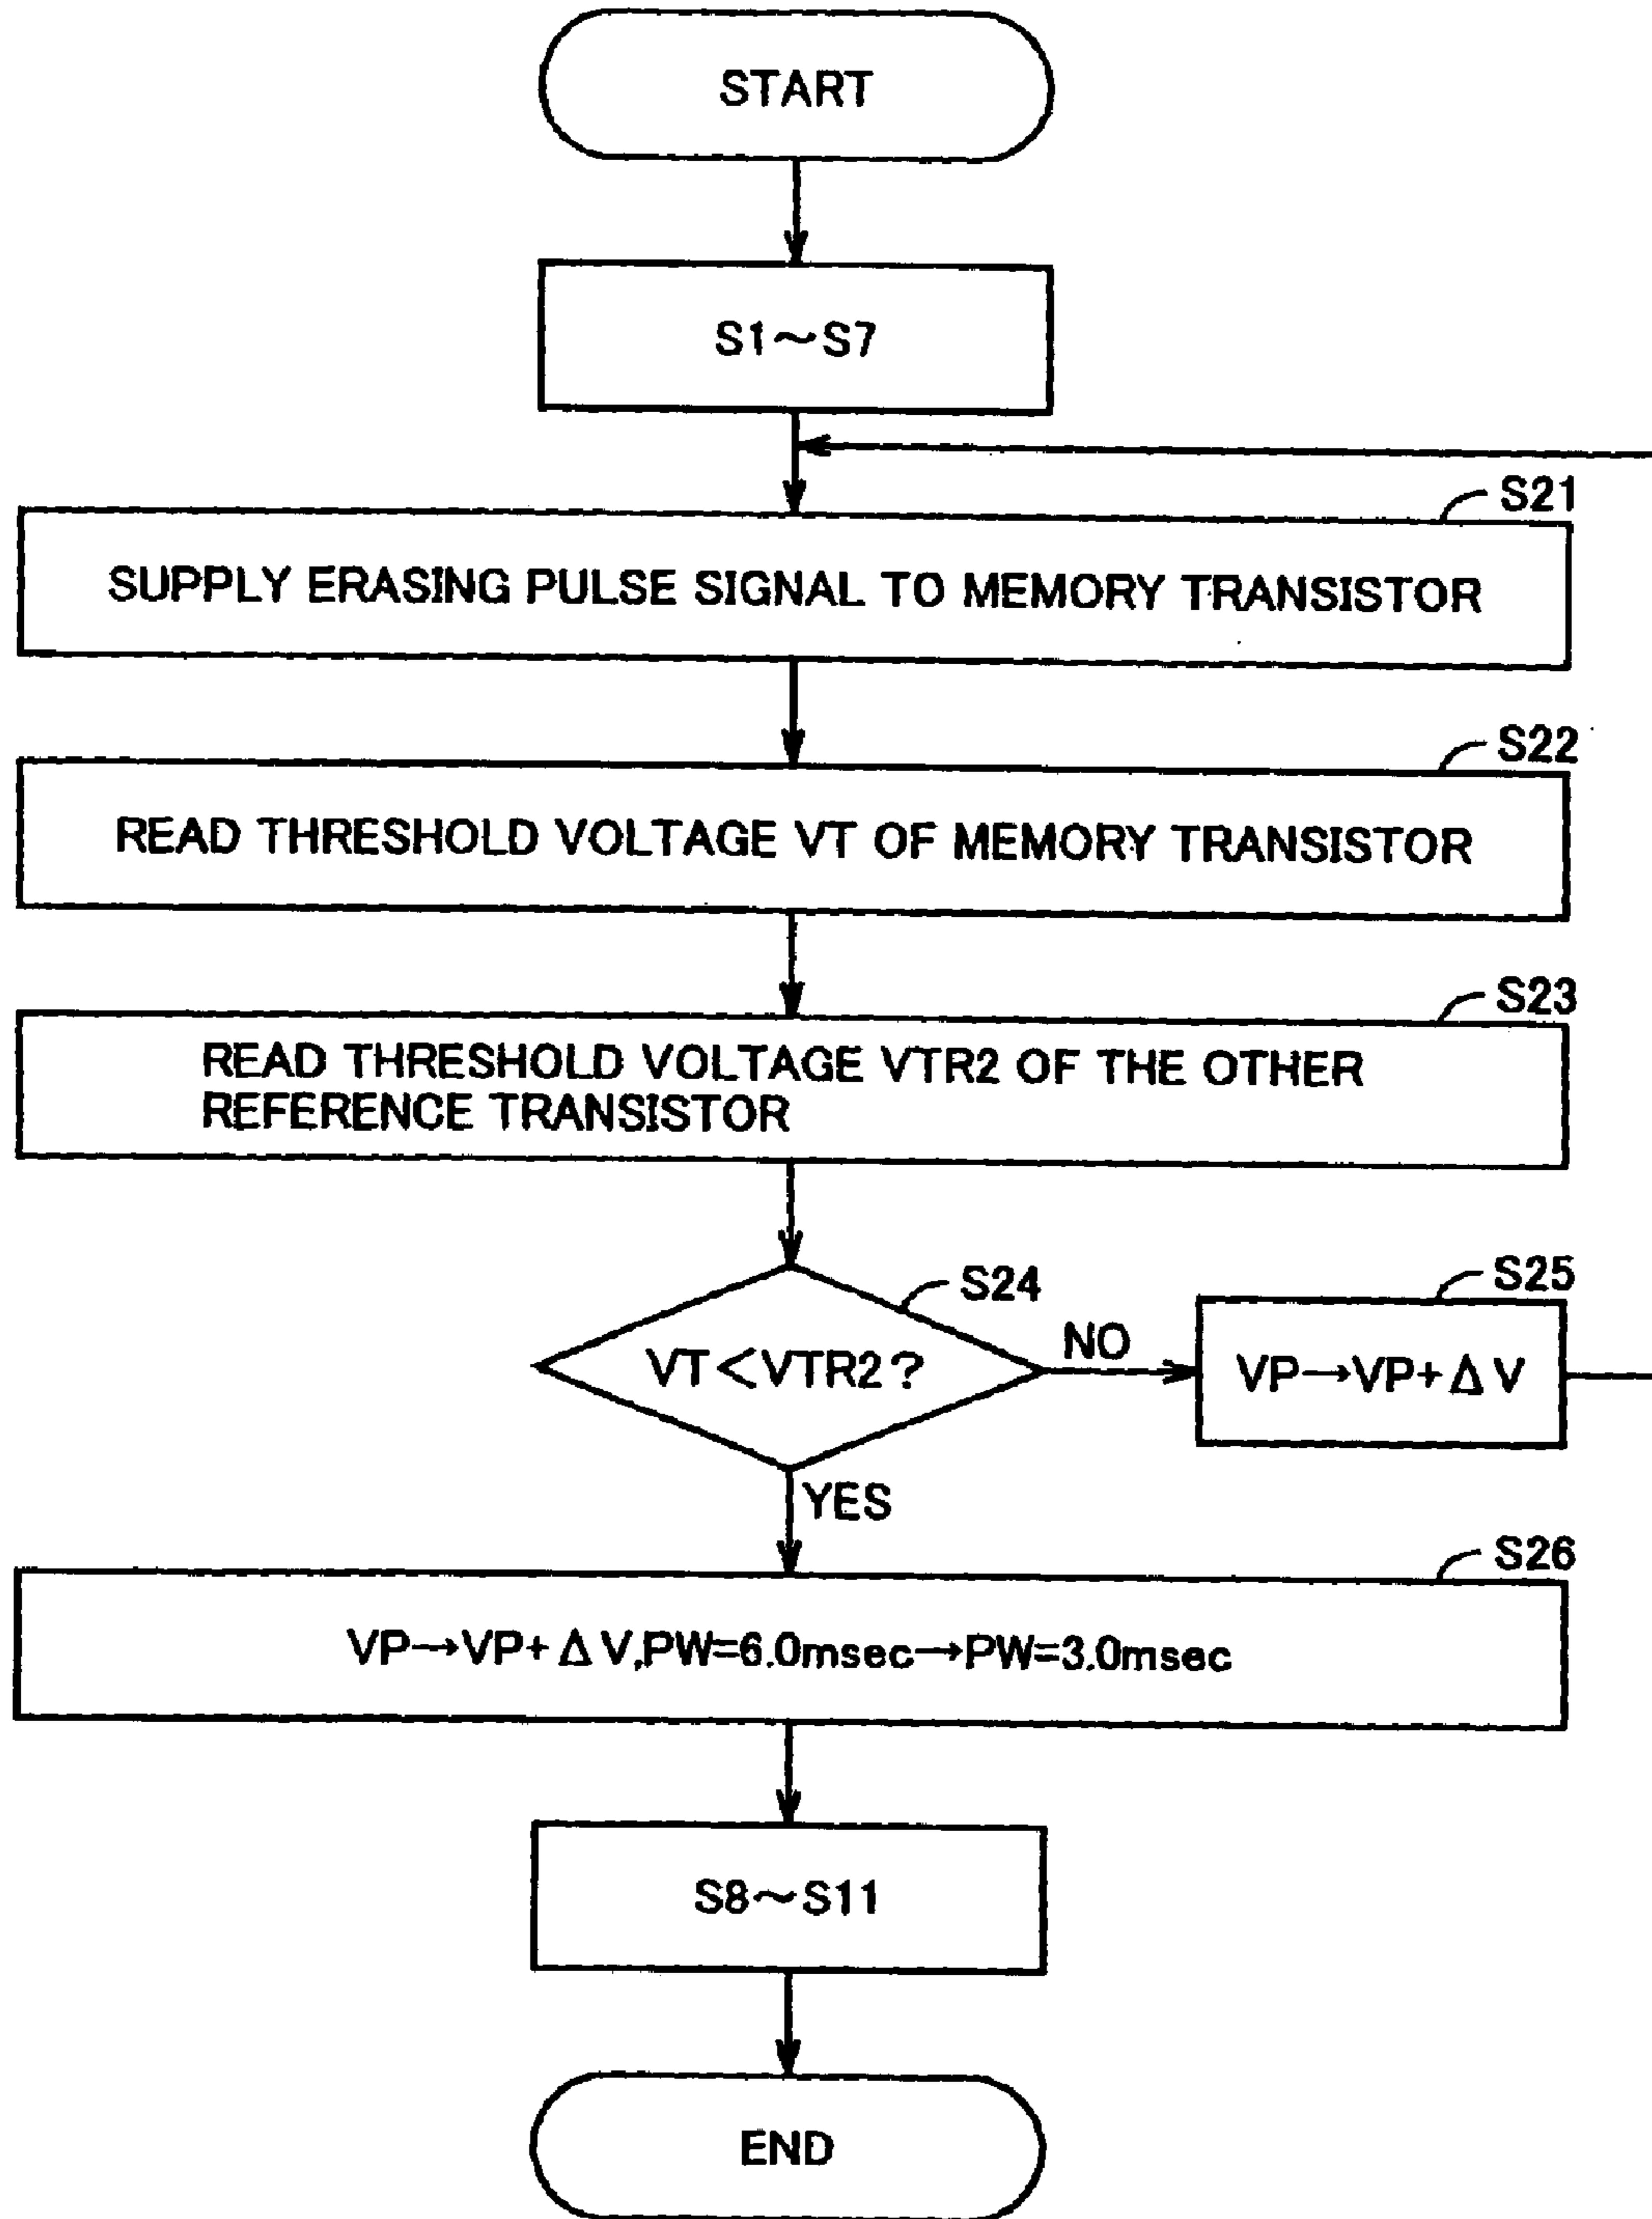 START
S1~S7
S21
SUPPLY ERASING PULSE SIGNAL TO MEMORY TRANSISTOR
S22
READ THRESHOLD VOLTAGE VT OF MEMORY TRANSISTOR
S23
READ THRESHOLD VOLTAGE VTR2 OF THE OTHER
REFERENCE TRANSISTOR
S24
VT<VTR2?
NO
S25
VP→VP+ΔV
YES
S26
VP→VP+ΔV,PW=6.0msec→PW=3.0msec
S8~S11
END